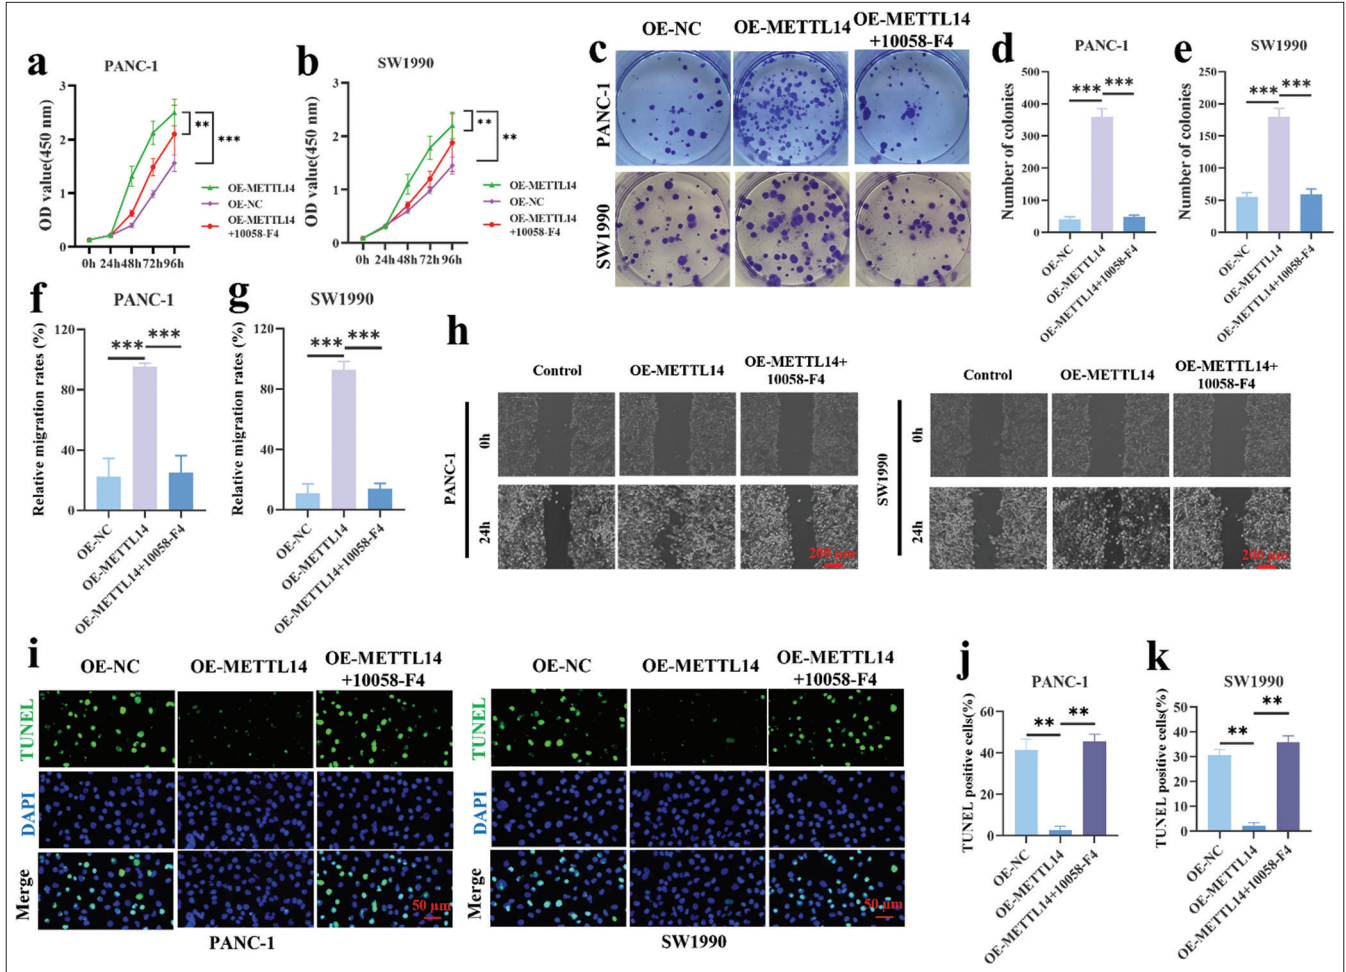 a
PANC-1
OD value(450 nm)
3
2
1
0
0h 24h 48h 72h 96h
**
***
OE-METTL14
OE-NC
OE-METTL14
+10058-F4
b
SW1990
OD value(450 nm)
3
2
1
0
0h 24h 48h 72h 96h
**
**
OE-METTL14
OE-NC
OE-METTL14
+10058-F4
c
OE-NC
OE-METTL14
OE-METTL14
+10058-F4
PANC-1
SW1990
d
PANC-1
Number of colonies
500
400
300
200
100
0
*** ***
OE-NC
OE-METTL14
OE-METTL14+10058-F4
e
SW1990
Number of colonies
250
200
150
100
50
0
*** ***
OE-NC
OE-METTL14
OE-METTL14+10058-F4
f
PANC-1
Relative migration rates (%)
120
80
40
0
*** ***
OE-NC
OE-METTL14
OE-METTL14+10058-F4
g
SW1990
Relative migration rates (%)
120
80
40
0
*** ***
OE-NC
OE-METTL14
OE-METTL14+10058-F4
h
Control
OE-METTL14
OE-METTL14+
10058-F4
PANC-1
0h
24h
200 μm
Control
OE-METTL14
OE-METTL14+
10058-F4
SW1990
0h
24h
200 μm
i
OE-NC
OE-METTL14
OE-METTL14
+10058-F4
TUNEL
DAPI
Merge
50 μm
PANC-1
OE-NC
OE-METTL14
OE-METTL14
+10058-F4
TUNEL
DAPI
Merge
50 μm
SW1990
j
PANC-1
TUNEL positive cells(%)
60
40
20
0
** **
OE-NC
OE-METTL14
OE-METTL14+10058-F4
k
SW1990
TUNEL positive cells(%)
50
40
30
20
10
0
** **
OE-NC
OE-METTL14
OE-METTL14+10058-F4